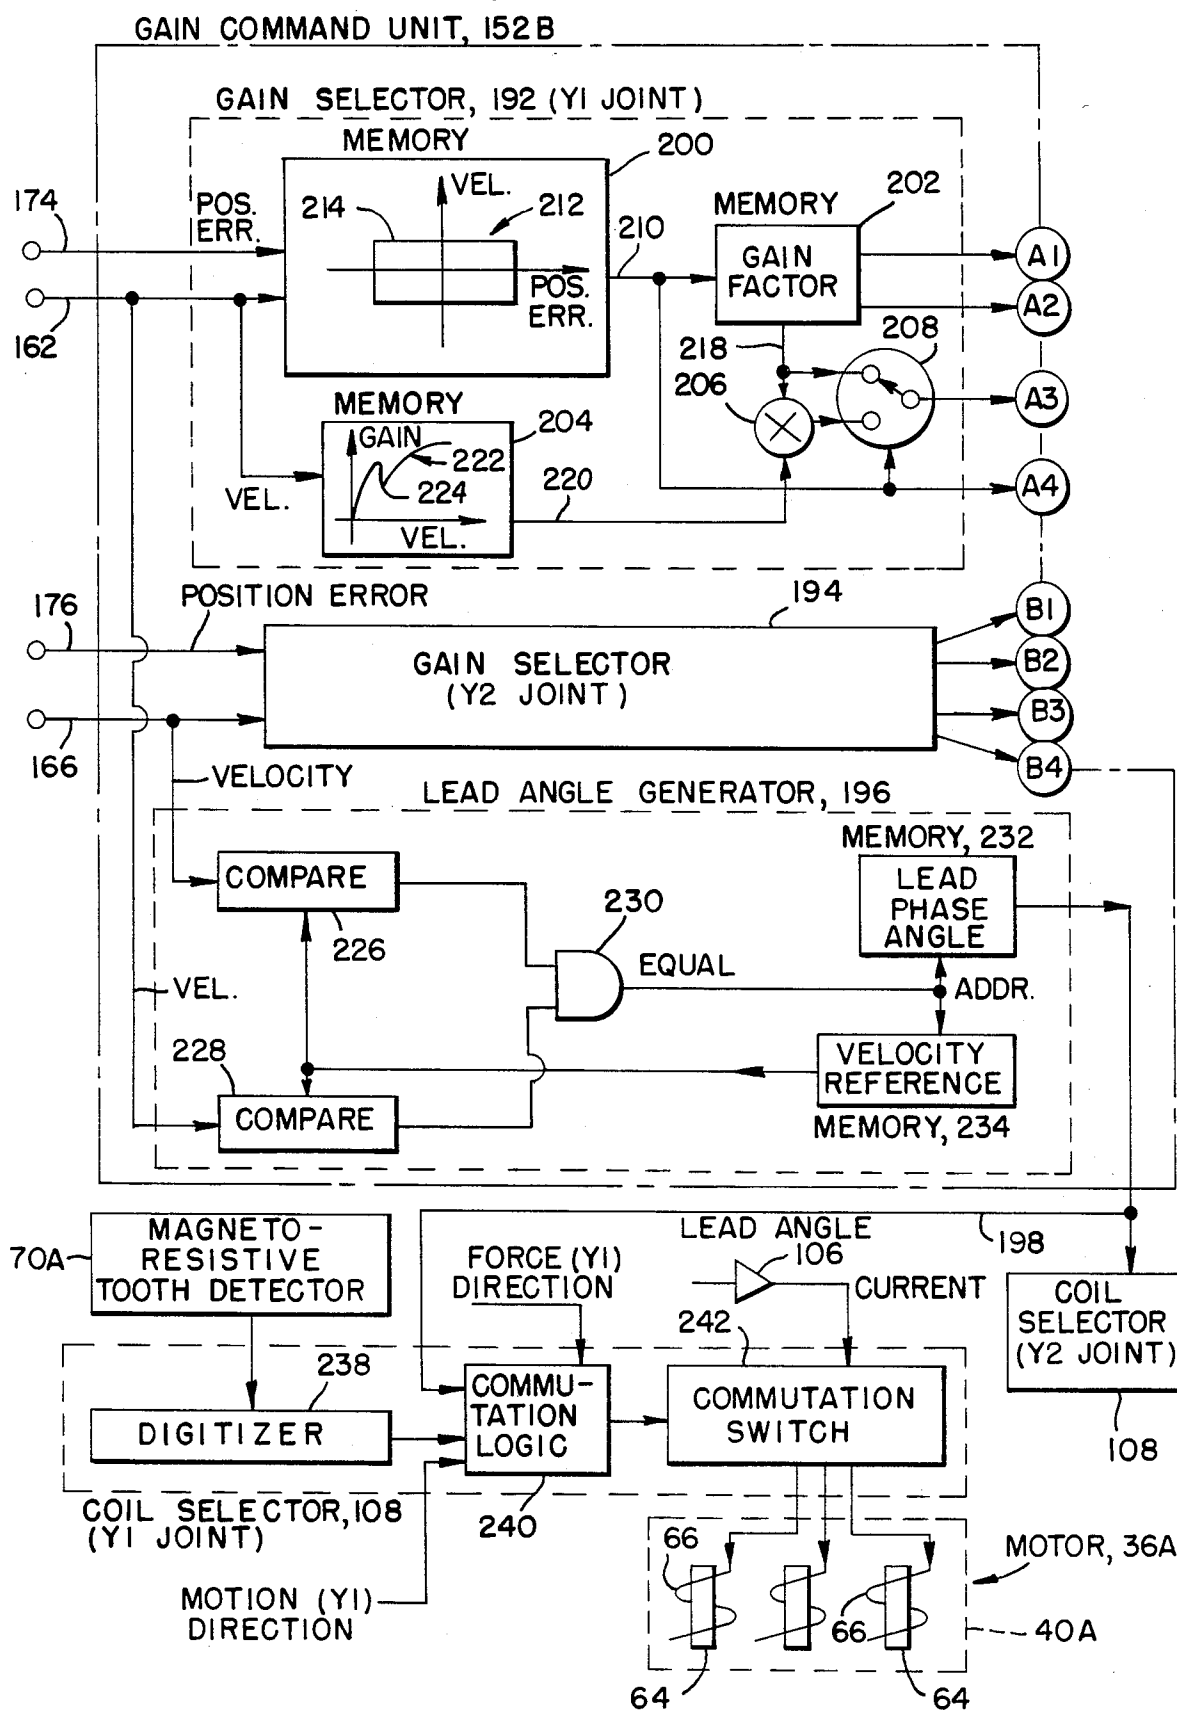 GAIN COMMAND UNIT, 152B
GAIN SELECTOR, 192 (Y1 JOINT)
MEMORY
200
VEL.
214
212
POS.
ERR.
174
POS.
ERR.
162
210
MEMORY
202
GAIN
FACTOR
A1
A2
218
208
206
A3
MEMORY
204
GAIN
222
224
VEL.
VEL.
220
A4
176
POSITION ERROR
194
GAIN SELECTOR
(Y2 JOINT)
B1
B2
B3
B4
166
VELOCITY
LEAD ANGLE GENERATOR, 196
COMPARE
226
230
EQUAL
MEMORY, 232
LEAD
PHASE
ANGLE
ADDR.
VEL.
228
COMPARE
VELOCITY
REFERENCE
MEMORY, 234
70A
MAGNETO-
RESISTIVE
TOOTH DETECTOR
LEAD ANGLE
198
FORCE (Y1)
DIRECTION
106
CURRENT
242
COIL
SELECTOR
(Y2 JOINT)
108
238
DIGITIZER
COMMU-
TATION
LOGIC
240
COMMUTATION
SWITCH
COIL SELECTOR, 108
(Y1 JOINT)
MOTION (Y1)
DIRECTION
66
66
MOTOR, 36A
40A
64
64